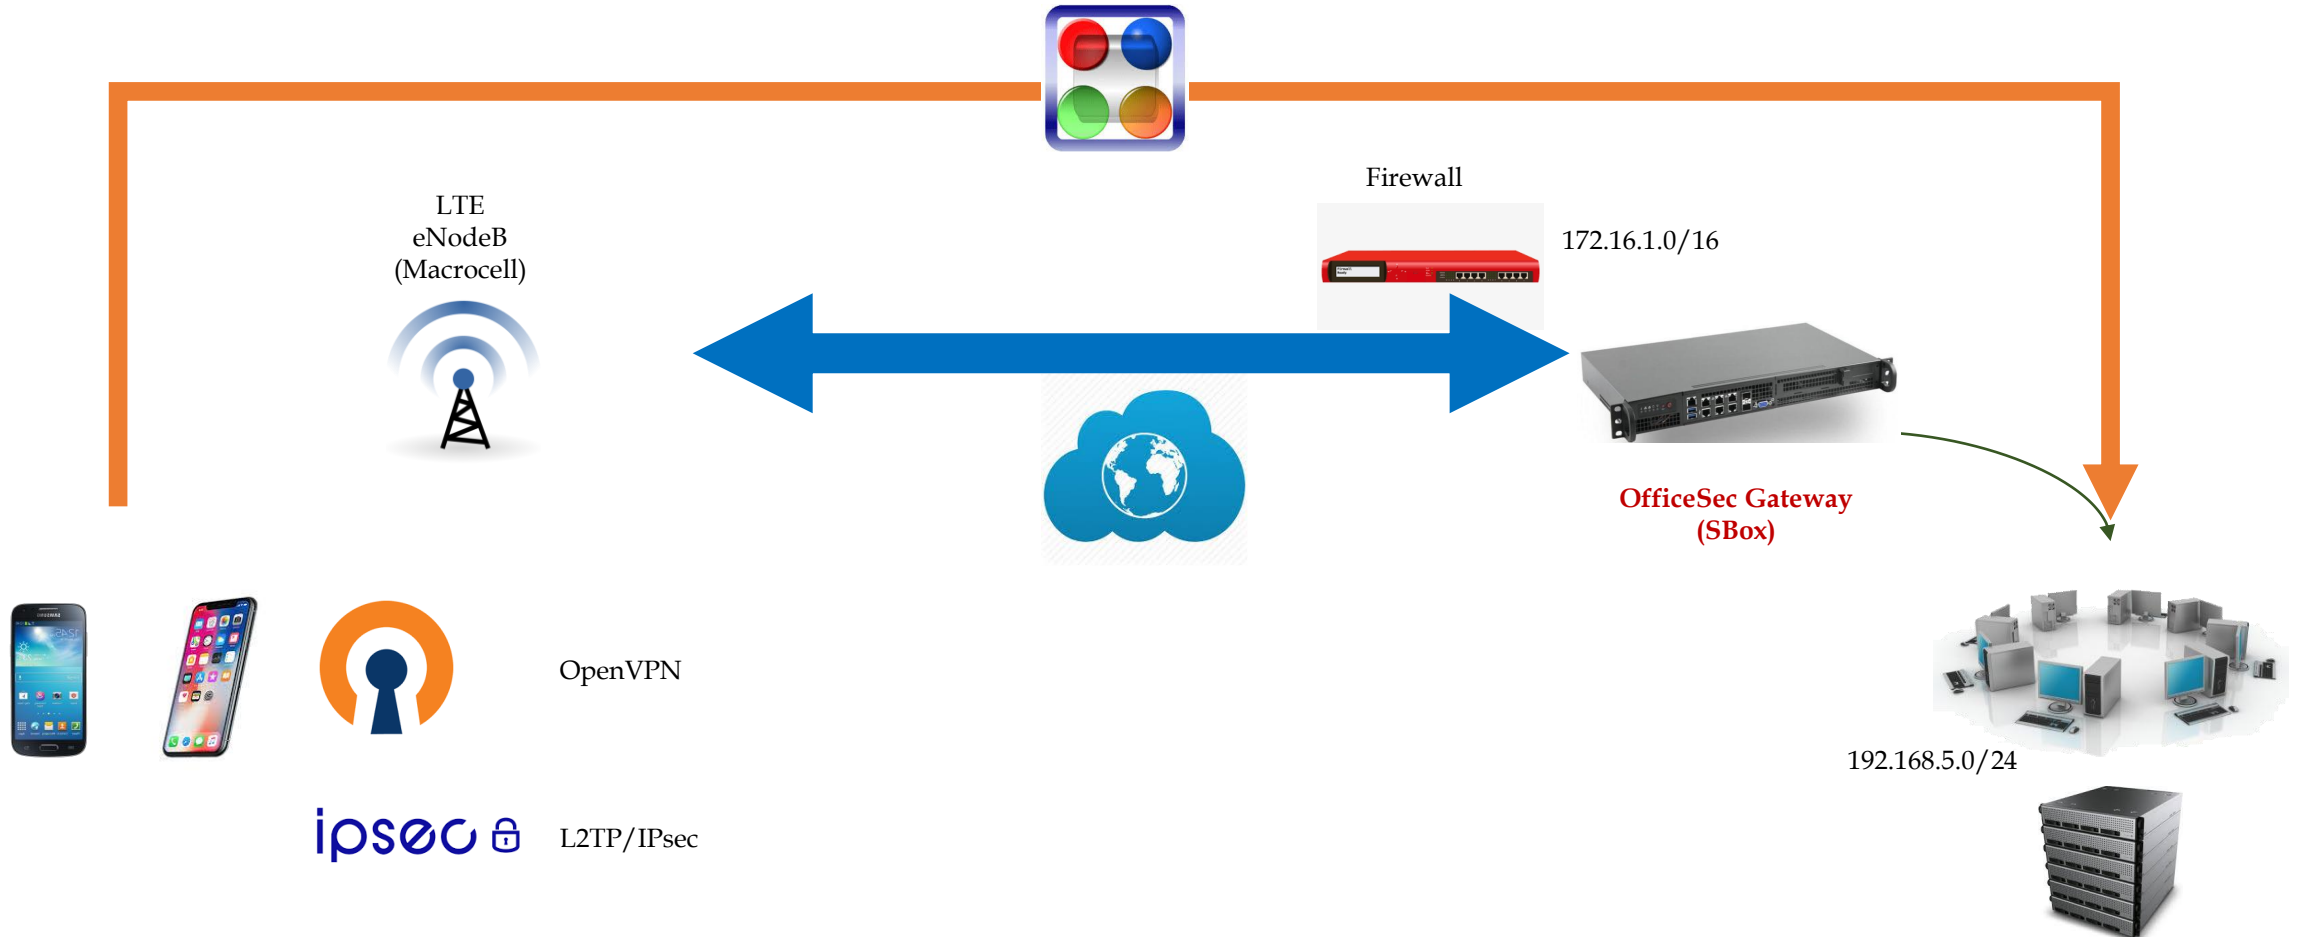 Firewall
LTE
eNodeB
(Macrocell)
172.16.1.0/16
OfficeSec Gateway
(SBox)
OpenVPN
192.168.5.0/24
ipsec
L2TP/IPsec